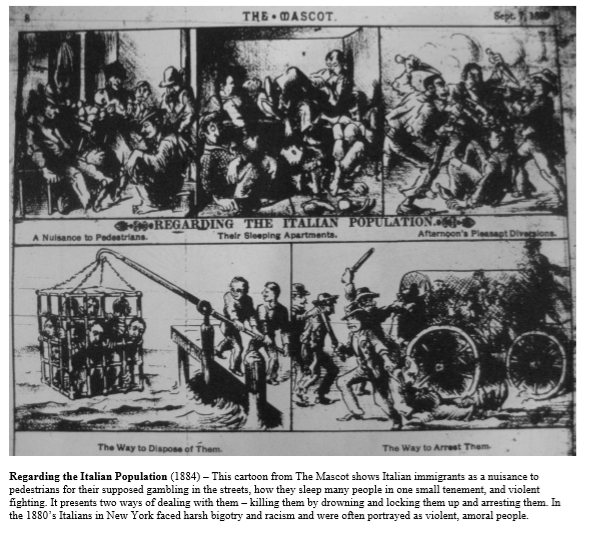 8 THE • MASCOT. Sept. 7,
REGARDING THE ITALIAN POPULATION.
A Nuisance to Pedestrians. Their Sleeping Apartments. Afternoon's Pleasant Diversions.
The Way to Dispose of Them. The Way to Arrest Them.
Regarding the Italian Population (1884) – This cartoon from The Mascot shows Italian immigrants as a nuisance to
pedestrians for their supposed gambling in the streets, how they sleep many people in one small tenement, and violent
fighting. It presents two ways of dealing with them – killing them by drowning and locking them up and arresting them. In
the 1880’s Italians in New York faced harsh bigotry and racism and were often portrayed as violent, amoral people.